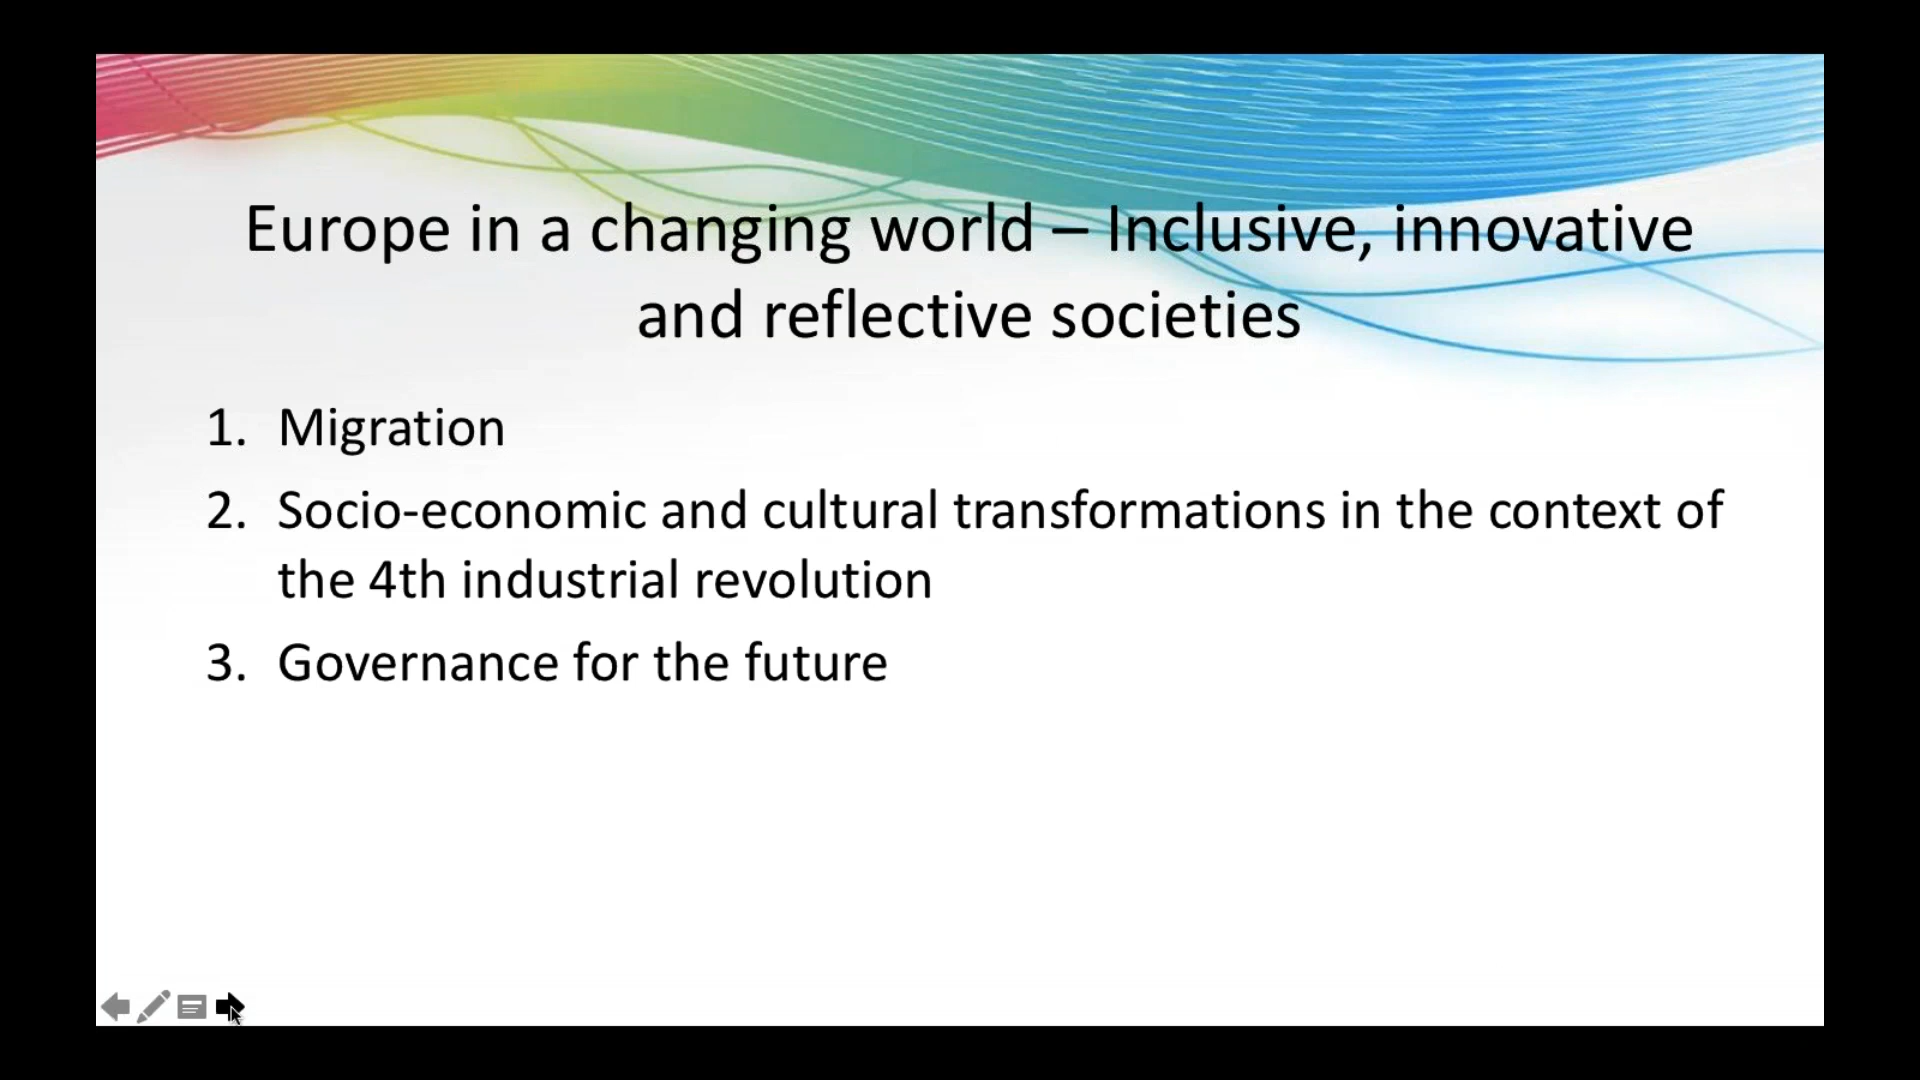 Europe in a changing world – Inclusive, innovative
and reflective societies
1. Migration
2. Socio-economic and cultural transformations in the context of
the 4th industrial revolution
3. Governance for the future